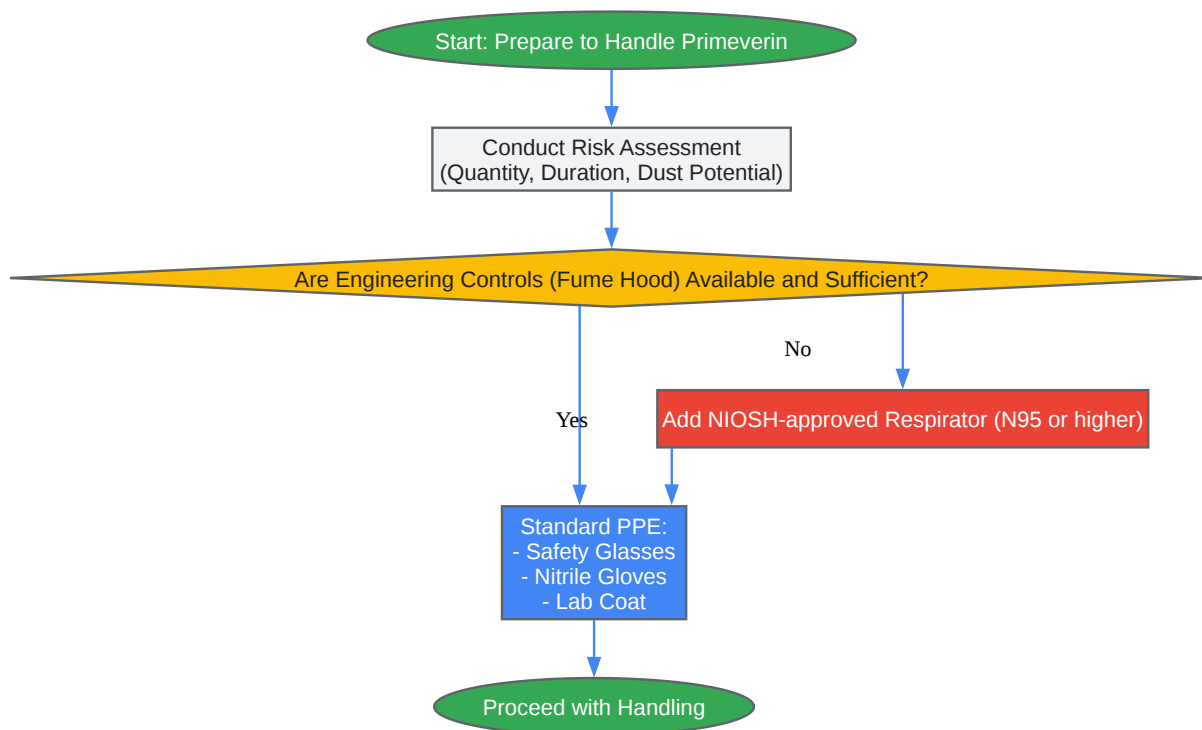 Start: Prepare to Handle Primeverin
Conduct Risk Assessment
(Quantity, Duration, Dust Potential)
Are Engineering Controls (Fume Hood) Available and Sufficient?
No
Add NIOSH-approved Respirator (N95 or higher)
Yes
Standard PPE:
- Safety Glasses
- Nitrile Gloves
- Lab Coat
Proceed with Handling